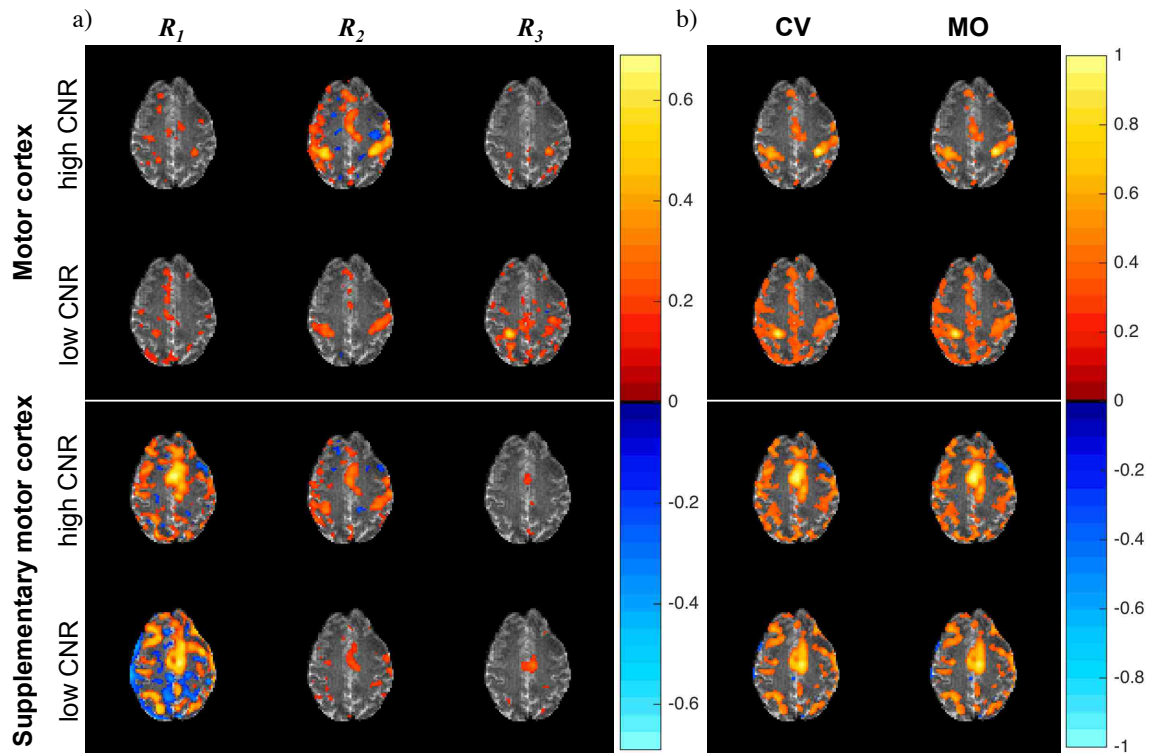 a)
R1 R2 R3
b)
CV MO
Motor cortex
high CNR
low CNR
Supplementary motor cortex
high CNR
low CNR
0.6
0.4
0.2
0
-0.2
-0.4
-0.6
1
0.8
0.6
0.4
0.2
0
-0.2
-0.4
-0.6
-0.8
-1